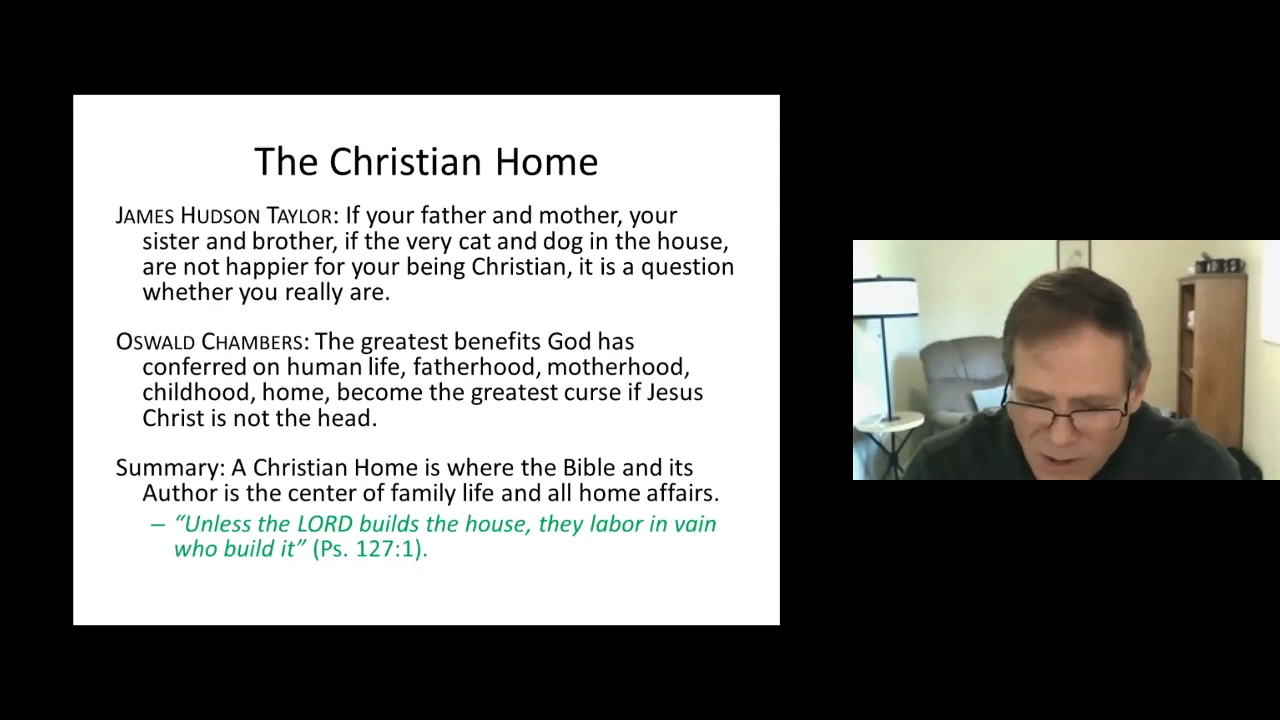 The Christian Home
JAMES HUDSON TAYLOR: If your father and mother, your
sister and brother, if the very cat and dog in the house,
are not happier for your being Christian, it is a question
whether you really are.
OSWALD CHAMBERS: The greatest benefits God has
conferred on human life, fatherhood, motherhood,
childhood, home, become the greatest curse if Jesus
Christ is not the head.
Summary: A Christian Home is where the Bible and its
Author is the center of family life and all home affairs.
– “Unless the LORD builds the house, they labor in vain
who build it” (Ps. 127:1).